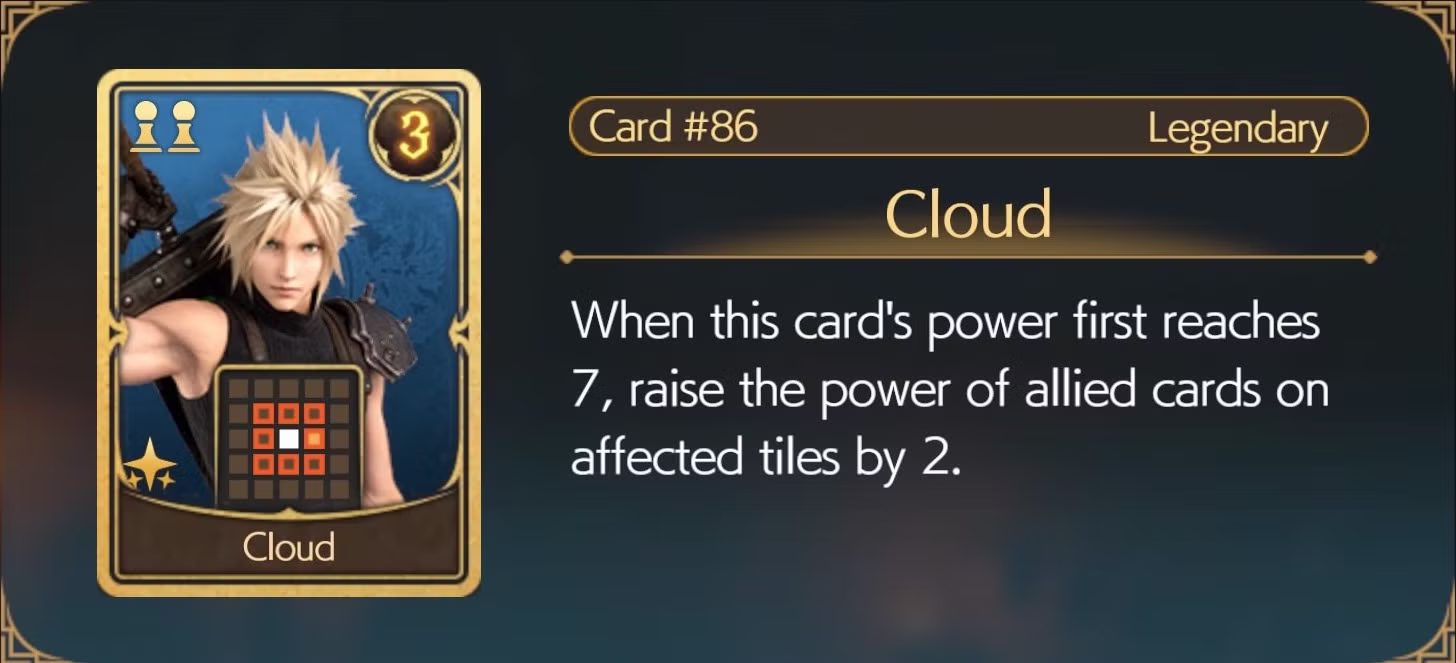 3
Cloud
Card #86 Legendary
Cloud
When this card's power first reaches
7, raise the power of allied cards on
affected tiles by 2.